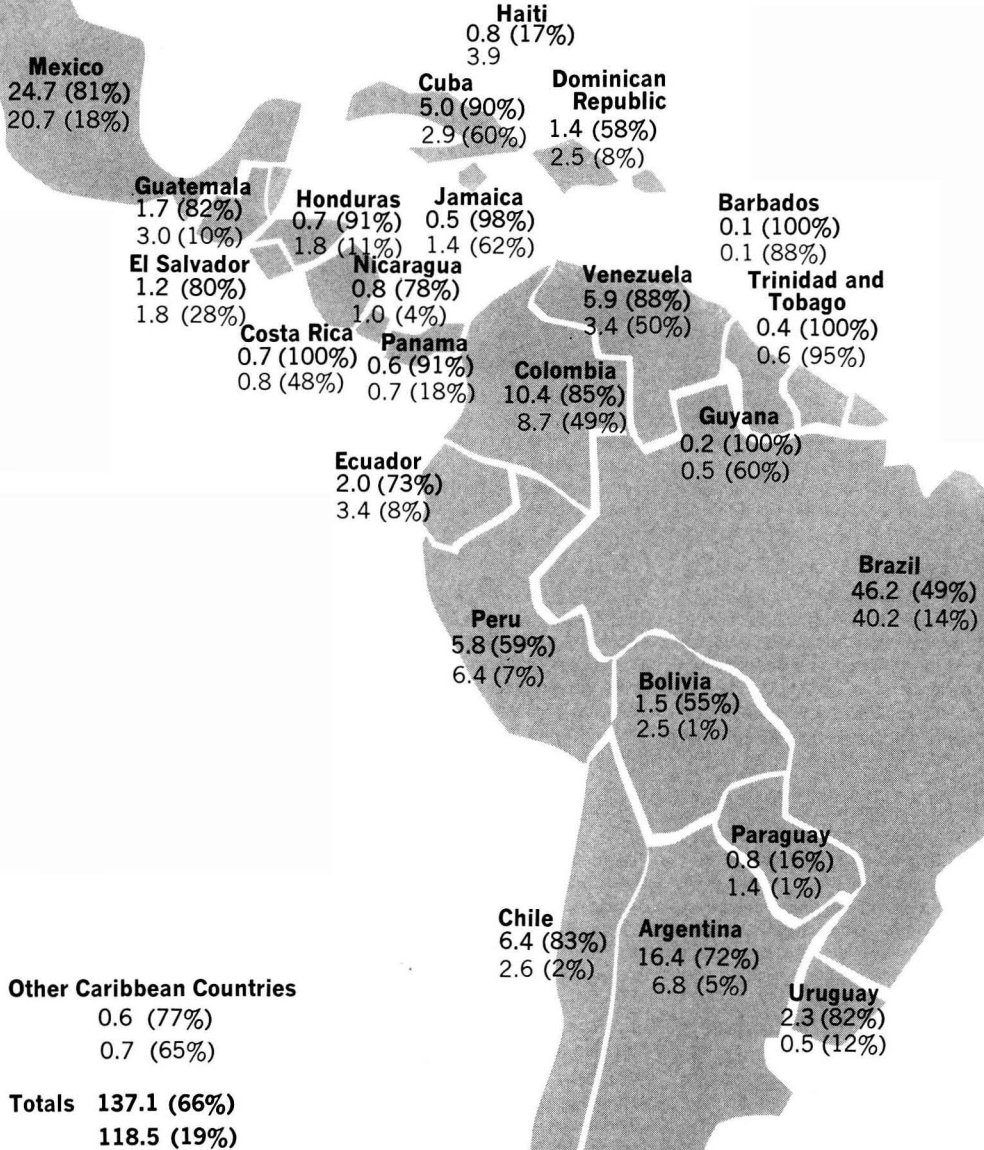 Haiti
0.8 (17%)
3.9
Mexico
24.7 (81%)
20.7 (18%)
Cuba
5.0 (90%)
2.9 (60%)
Dominican
Republic
1.4 (58%)
2.5 (8%)
Guatemala
1.7 (82%)
3.0 (10%)
Honduras
0.7 (91%)
1.8 (11%)
Jamaica
0.5 (98%)
1.4 (62%)
Barbados
0.1 (100%)
0.1 (88%)
El Salvador
1.2 (80%)
1.8 (28%)
Nicaragua
0.8 (78%)
1.0 (4%)
Venezuela
5.9 (88%)
3.4 (50%)
Trinidad and
Tobago
0.4 (100%)
0.6 (95%)
Costa Rica
0.7 (100%)
0.8 (48%)
Panama
0.6 (91%)
0.7 (18%)
Colombia
10.4 (85%)
8.7 (49%)
Guyana
0.2 (100%)
0.5 (60%)
Ecuador
2.0 (73%)
3.4 (8%)
Brazil
46.2 (49%)
40.2 (14%)
Peru
5.8 (59%)
6.4 (7%)
Bolivia
1.5 (55%)
2.5 (1%)
Paraguay
0.8 (16%)
1.4 (1%)
Chile
6.4 (83%)
2.6 (2%)
Argentina
16.4 (72%)
6.8 (5%)
Uruguay
2.3 (82%)
0.5 (12%)
Other Caribbean Countries
0.6 (77%)
0.7 (65%)
Totals 137.1 (66%)
118.5 (19%)